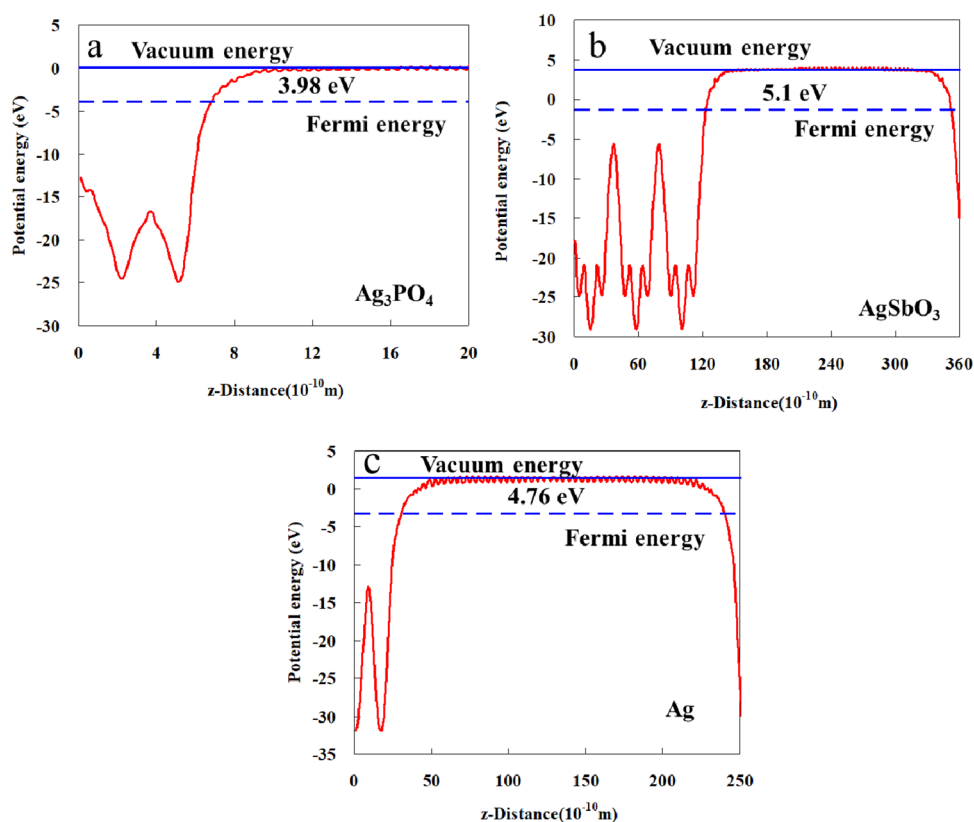 a
5
0
-5
-10
-15
-20
-25
-30
Potential energy (eV)
Vacuum energy
3.98 eV
Fermi energy
Ag₃PO₄
0 4 8 12 16 20
z-Distance(10⁻¹⁰m)
b
10
5
0
-5
-10
-15
-20
-25
-30
Potential energy (eV)
Vacuum energy
5.1 eV
Fermi energy
AgSbO₃
0 60 120 180 240 300 360
z-Distance(10⁻¹⁰m)
c
5
0
-5
-10
-15
-20
-25
-30
-35
Potential energy (eV)
Vacuum energy
4.76 eV
Fermi energy
Ag
0 50 100 150 200 250
z-Distance(10⁻¹⁰m)